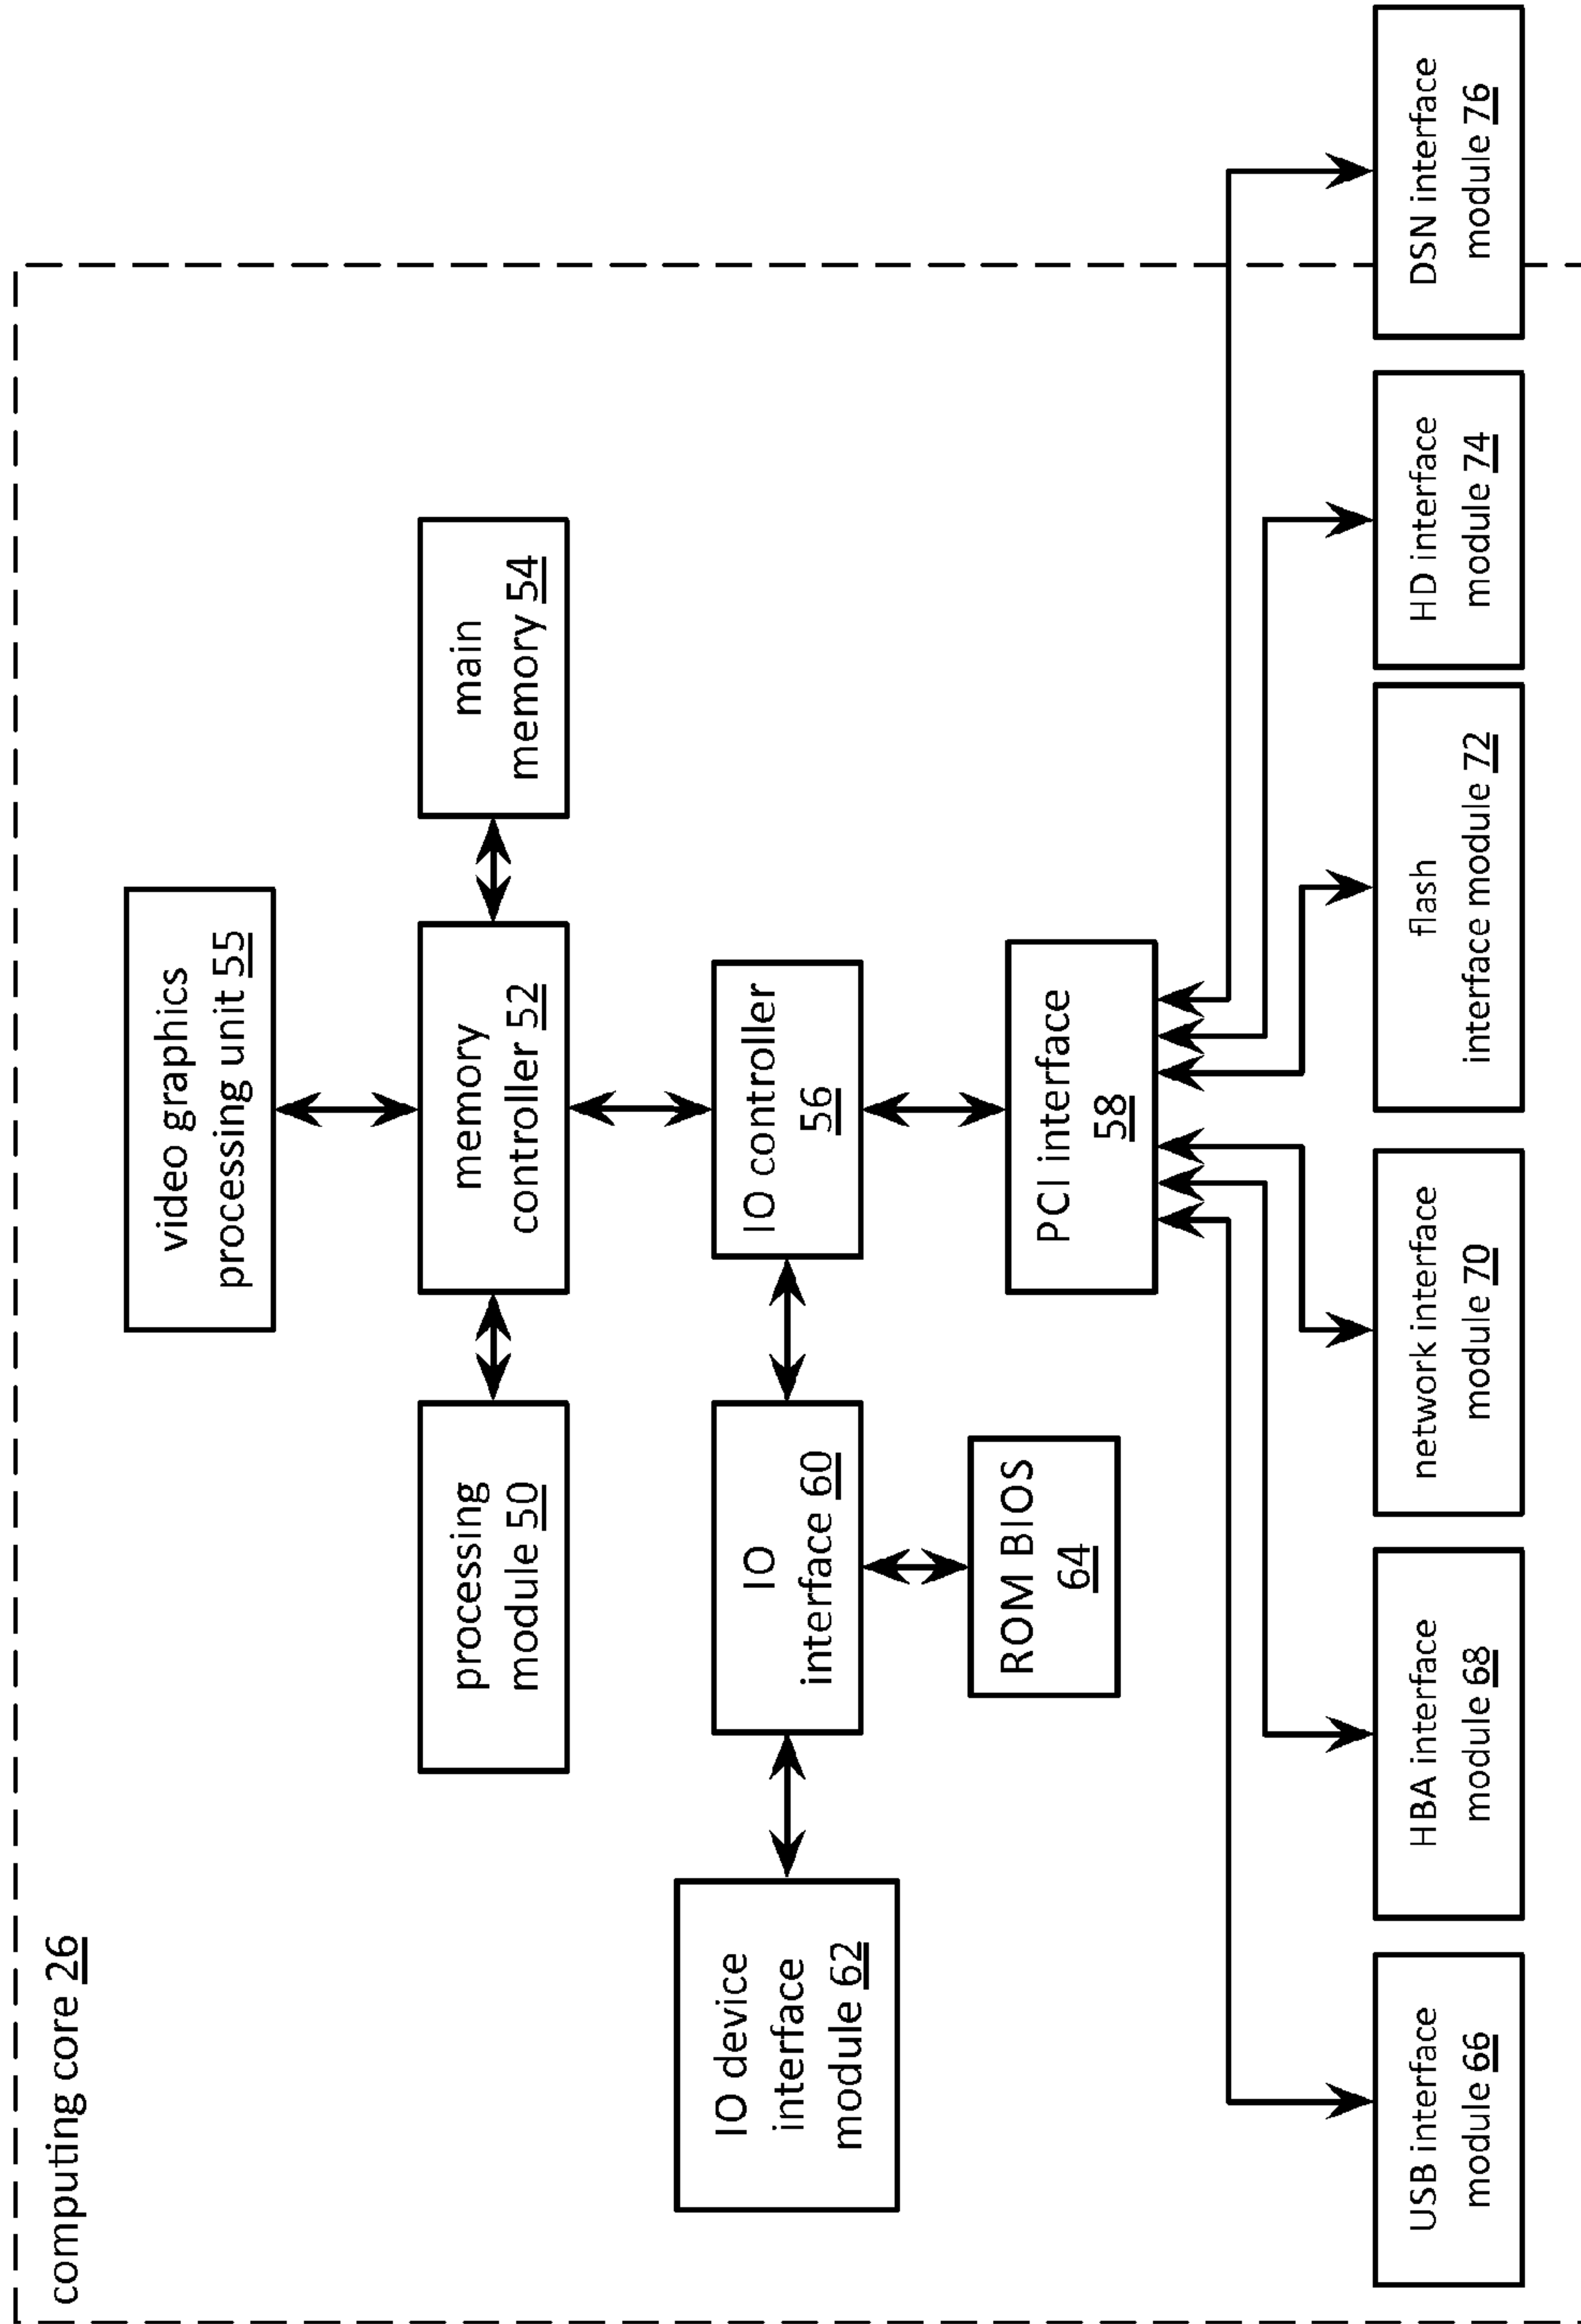 computing core 26
video graphics
processing unit 55
processing
module 50
memory
controller 52
main
memory 54
IO device
interface
module 62
IO
interface 60
IO controller
56
ROM BIOS
64
PCI interface
58
USB interface
module 66
HBA interface
module 68
network interface
module 70
flash
interface module 72
HD interface
module 74
DSN interface
module 76